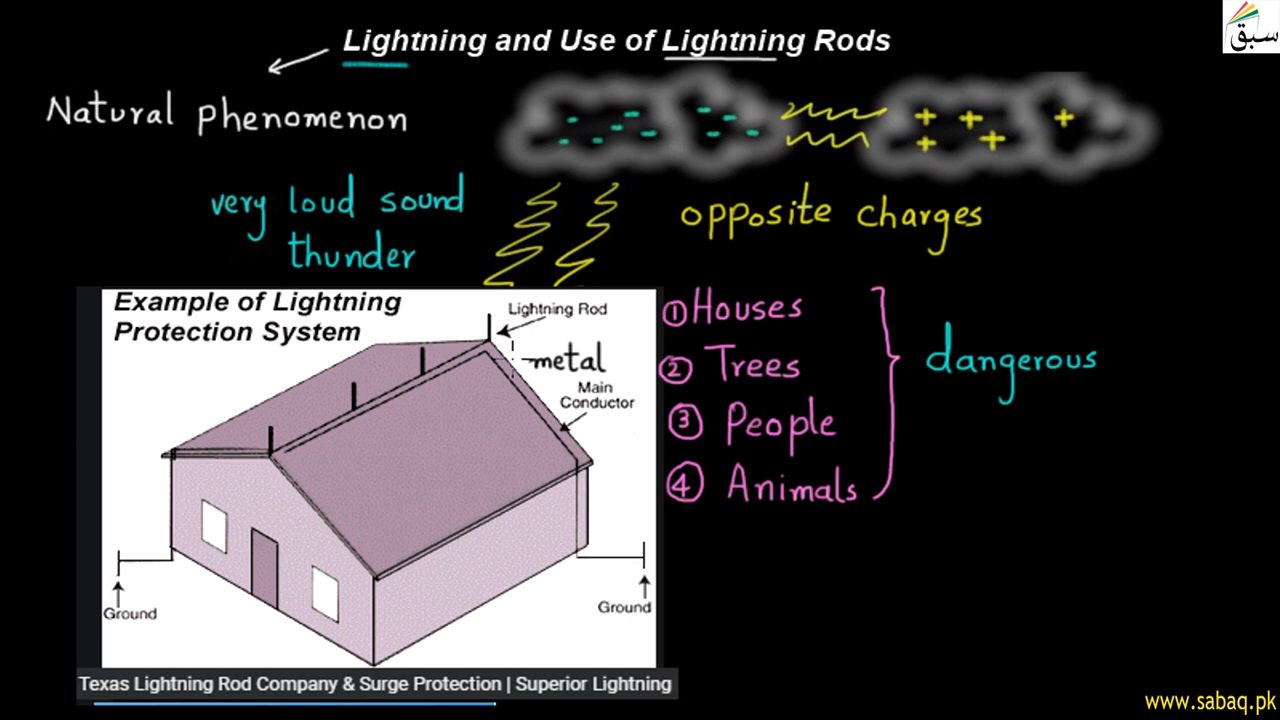 Lightning and Use of Lightning Rods
سبق
Natural phenomenon
- - - - - - - - -
+ + + + + +
very loud sound
thunder
opposite charges
Example of Lightning
Protection System
Lightning Rod
metal
Main
Conductor
Ground
Ground
① Houses
② Trees
③ People
④ Animals
dangerous
Texas Lightning Rod Company & Surge Protection | Superior Lightning
www.sabaq.pk